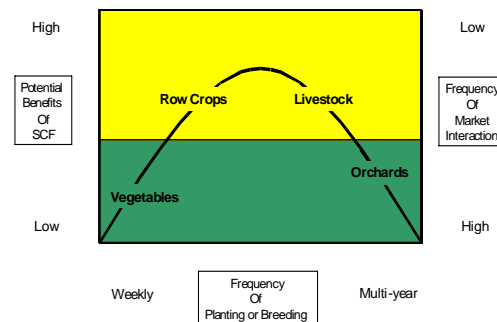 High
Low
Potential
Benefits
Of
SCF
Row Crops
Livestock
Frequency
Of
Market
Interaction
Vegetables
Orchards
Low
High
Weekly
Frequency
Of
Planting or Breeding
Multi-year